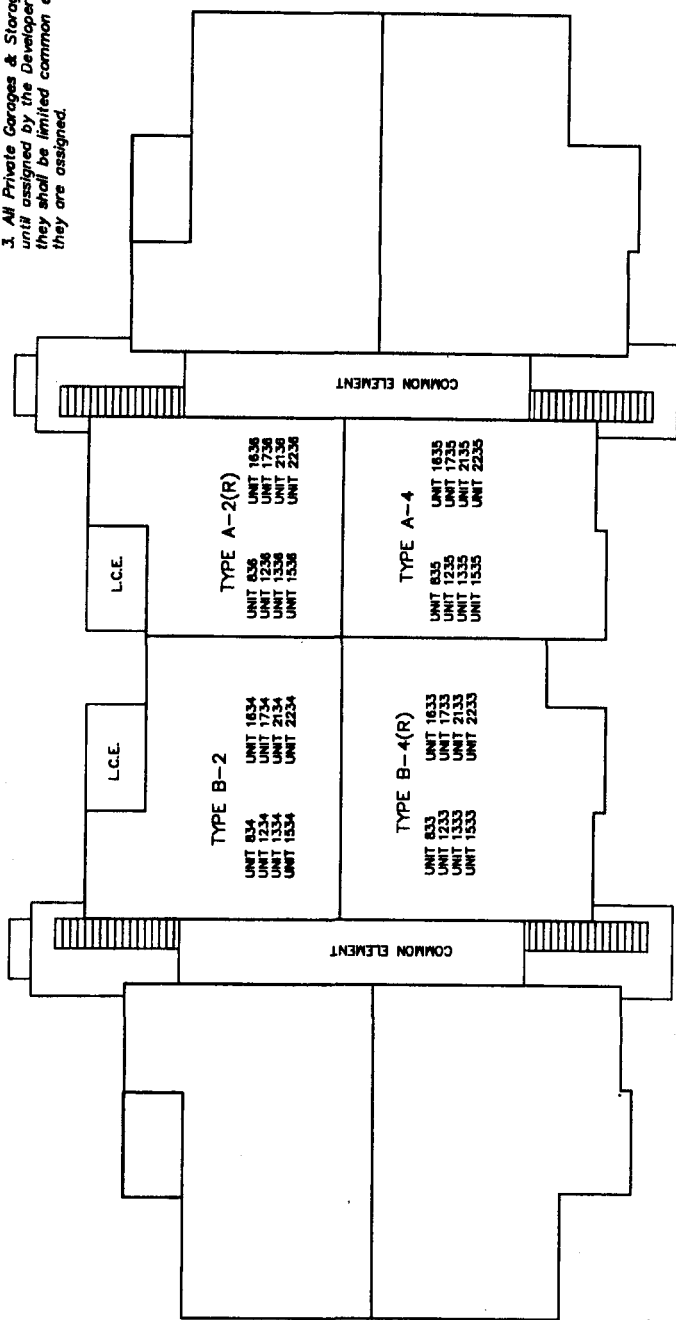 3. All Private Garages & Storag
until assigned by the Developer
they shall be limited common e
they are assigned.
L.C.E.
L.C.E.
TYPE B-2
UNIT 834 UNIT 1634
UNIT 1234 UNIT 1734
UNIT 1334 UNIT 2134
UNIT 1534 UNIT 2234
TYPE A-2(R)
UNIT 836 UNIT 1636
UNIT 1236 UNIT 1736
UNIT 1336 UNIT 2136
UNIT 1536 UNIT 2236
COMMON ELEMENT
COMMON ELEMENT
TYPE B-4(R)
UNIT 833 UNIT 1633
UNIT 1233 UNIT 1733
UNIT 1333 UNIT 2133
UNIT 1533 UNIT 2233
TYPE A-4
UNIT 835 UNIT 1635
UNIT 1235 UNIT 1735
UNIT 1335 UNIT 2135
UNIT 1535 UNIT 2235